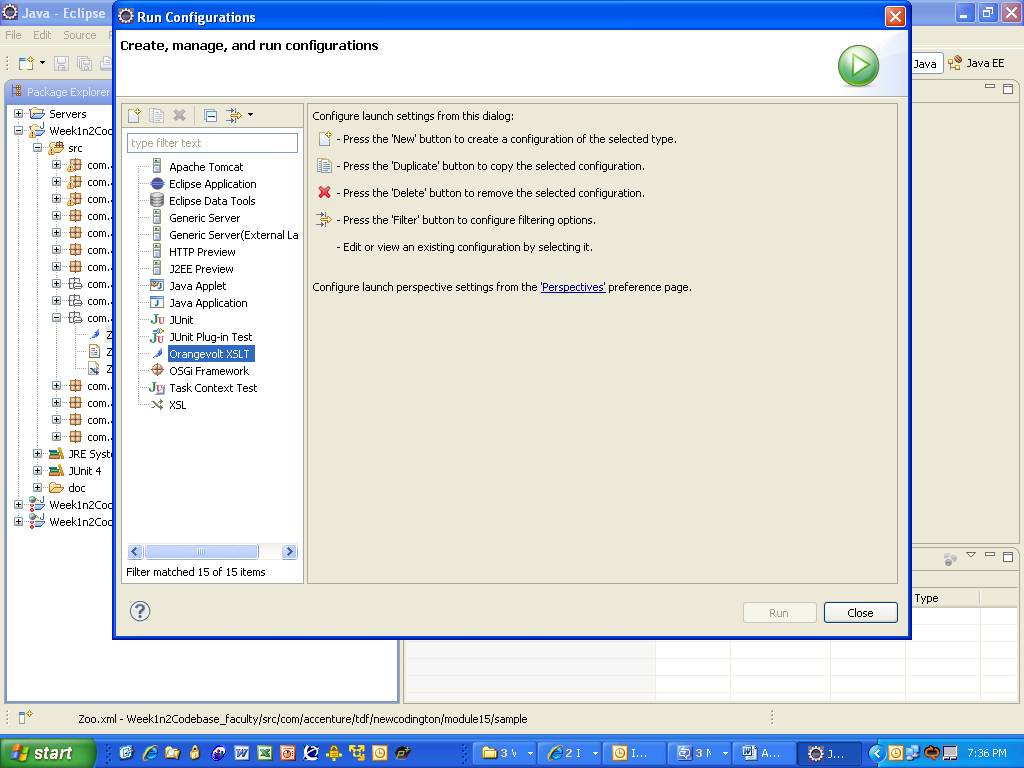 Java - Eclipse
Run Configurations
File Edit Source
Create, manage, and run configurations
Java
Java EE
Package Explorer
Servers
Week1n2Coc
src
com.
com.
com.
com.
com.
com.
com.
com.
com.
com.
com.
com.
com.
com.
JRE Syst
JUnit 4
doc
Week1n2Coc
Week1n2Coc
type filter text
Apache Tomcat
Eclipse Application
Eclipse Data Tools
Generic Server
Generic Server(External La
HTTP Preview
J2EE Preview
Java Applet
Java Application
JUnit
JUnit Plug-in Test
Orangevolt XSLT
OSGi Framework
Task Context Test
XSL
Filter matched 15 of 15 items
Configure launch settings from this dialog:
- Press the 'New' button to create a configuration of the selected type.
- Press the 'Duplicate' button to copy the selected configuration.
- Press the 'Delete' button to remove the selected configuration.
- Press the 'Filter' button to configure filtering options.
- Edit or view an existing configuration by selecting it.
Configure launch perspective settings from the 'Perspectives' preference page.
Run
Close
Type
Zoo.xml - Week1n2Codebase_faculty/src/com/accenture/tdf/newcodington/module15/sample
start
2 I
I...
A...
J...
7:36 PM